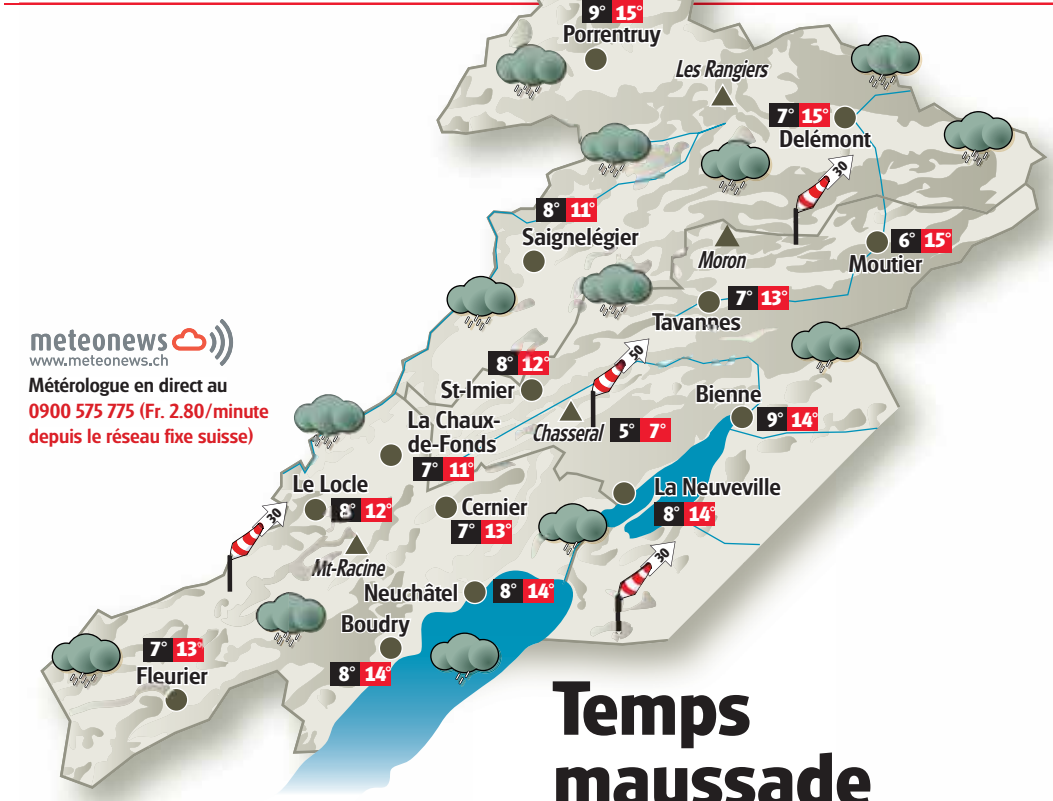 9° 15°
Porrentruy
Les Rangiers
7° 15°
Delémont
30
8° 11°
Saignelégier
Moron
6° 15°
Moutier
7° 13°
Tavannes
meteonews
www.meteonews.ch
Météorologue en direct au
0900 575 775 (Fr. 2.80/minute
depuis le réseau fixe suisse)
8° 12°
St-Imier
50
Chasseral 5° 7°
Bienne
9° 14°
La Chaux-
de-Fonds
7° 11°
Le Locle
8° 12°
Cernier
7° 13°
La Neuveville
8° 14°
30
Mt-Racine
30
Neuchâtel 8° 14°
Boudry
8° 14°
7° 13°
Fleurier
Temps
maussade